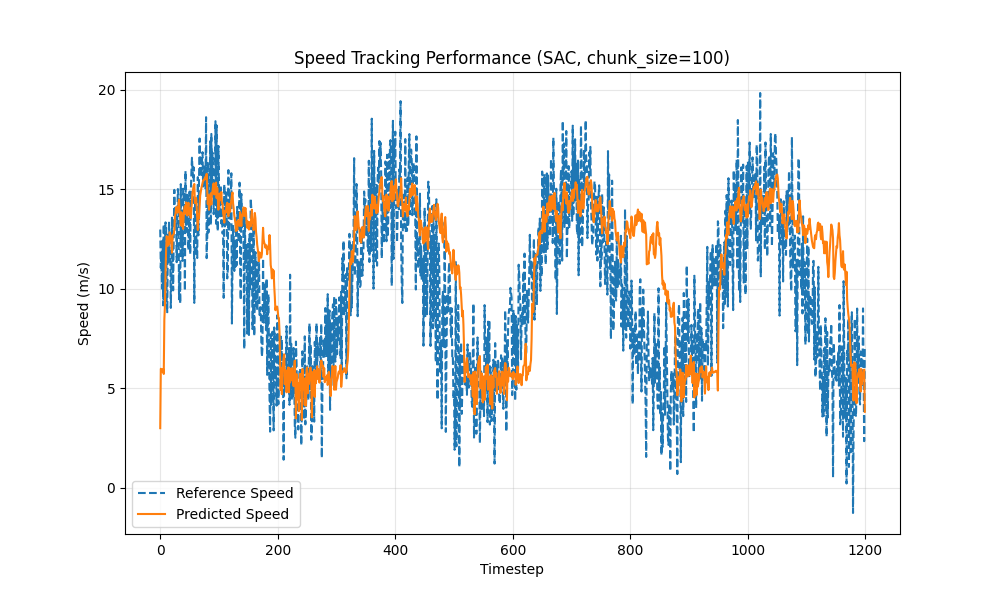 Speed Tracking Performance (SAC, chunk_size=100)
20
15
10
5
0
Speed (m/s)
Reference Speed
Predicted Speed
0 200 400 600 800 1000 1200
Timestep